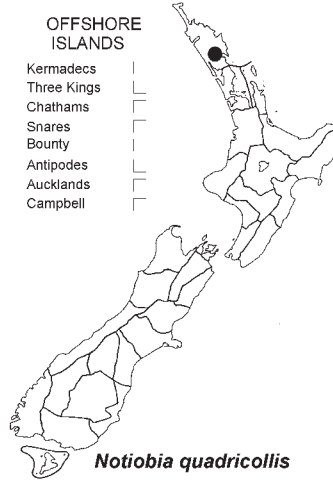 OFFSHORE
ISLANDS
Kermadecs
Three Kings
Chathams
Snares
Bounty
Antipodes
Aucklands
Campbell
Notiobia quadricollis